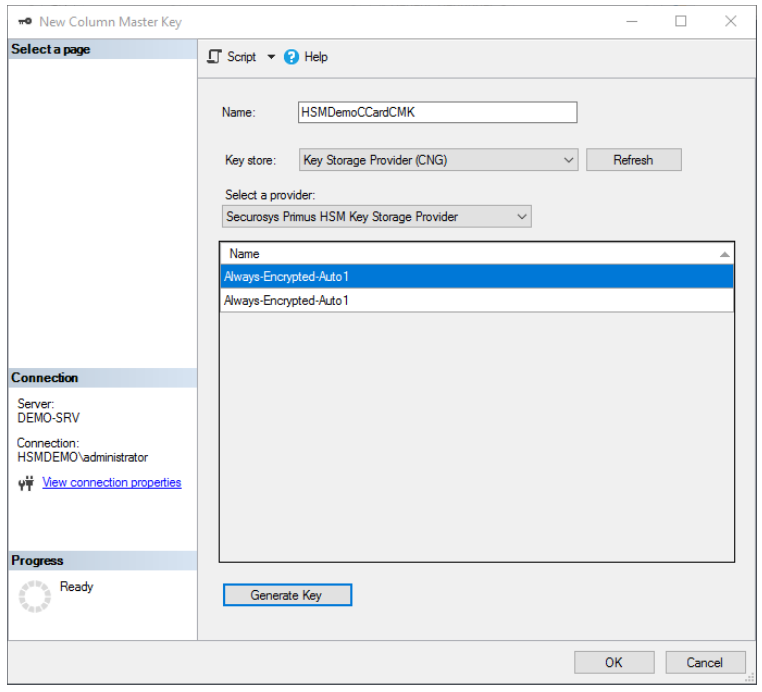 New Column Master Key
Select a page
Script
Help
Name:
HSMDemoCCardCMK
Key store:
Key Storage Provider (CNG)
Refresh
Select a provider:
Securosys Primus HSM Key Storage Provider
Name
Always-Encrypted-Auto1
Always-Encrypted-Auto1
Connection
Server:
DEMO-SRV
Connection:
HSMDEMO\administrator
View connection properties
Progress
Ready
Generate Key
OK
Cancel